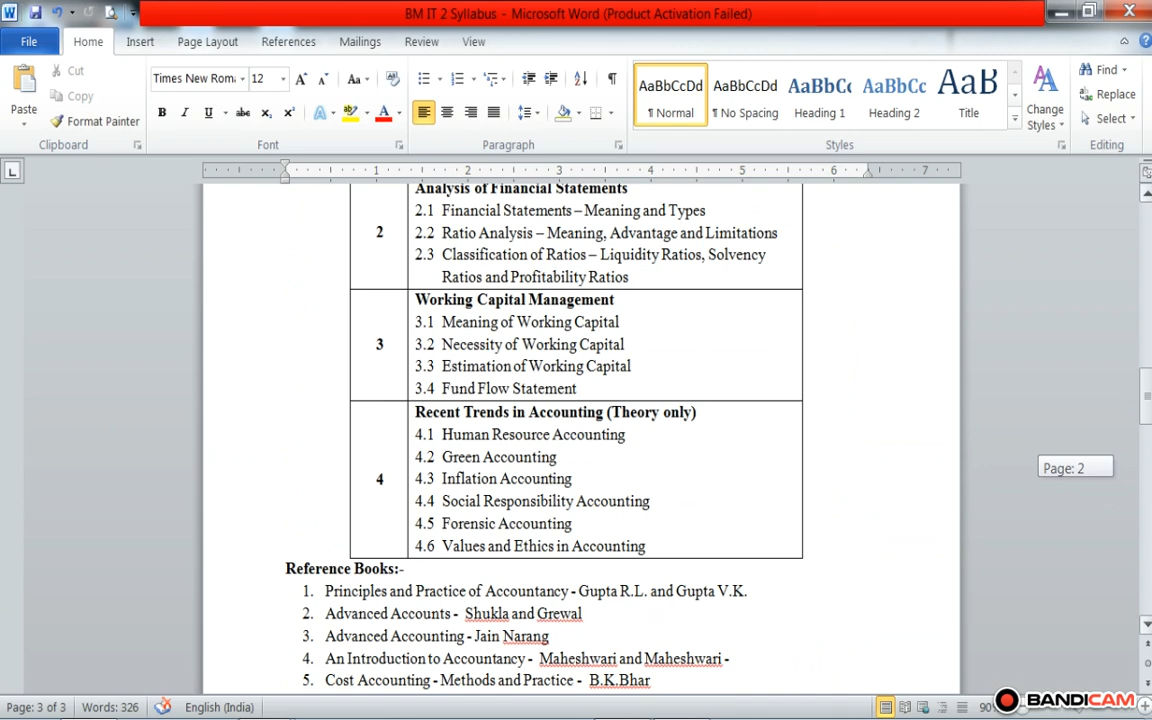 BM IT 2 Syllabus - Microsoft Word (Product Activation Failed)
File Home Insert Page Layout References Mailings Review View
Paste
Cut
Copy
Format Painter
Clipboard
Times New Rom 12
Font
Paragraph
AaBbCcDd AaBbCcDd AaBbCc AaBbCc AaB
¶ Normal ¶ No Spacing Heading 1 Heading 2 Title
Change Styles
Styles
Find
Replace
Select
Editing
1 2 3 4 5 6 7
Analysis of Financial Statements
2.1 Financial Statements – Meaning and Types
2 2.2 Ratio Analysis – Meaning, Advantage and Limitations
2.3 Classification of Ratios – Liquidity Ratios, Solvency
Ratios and Profitability Ratios
Working Capital Management
3.1 Meaning of Working Capital
3 3.2 Necessity of Working Capital
3.3 Estimation of Working Capital
3.4 Fund Flow Statement
Recent Trends in Accounting (Theory only)
4.1 Human Resource Accounting
4.2 Green Accounting
4 4.3 Inflation Accounting
4.4 Social Responsibility Accounting
4.5 Forensic Accounting
4.6 Values and Ethics in Accounting
Page: 2
Reference Books:-
1. Principles and Practice of Accountancy - Gupta R.L. and Gupta V.K.
2. Advanced Accounts - Shukla and Grewal
3. Advanced Accounting - Jain Narang
4. An Introduction to Accountancy - Maheshwari and Maheshwari -
5. Cost Accounting - Methods and Practice - B.K.Bhar
Page: 3 of 3 Words: 326 English (India)
BANDICAM